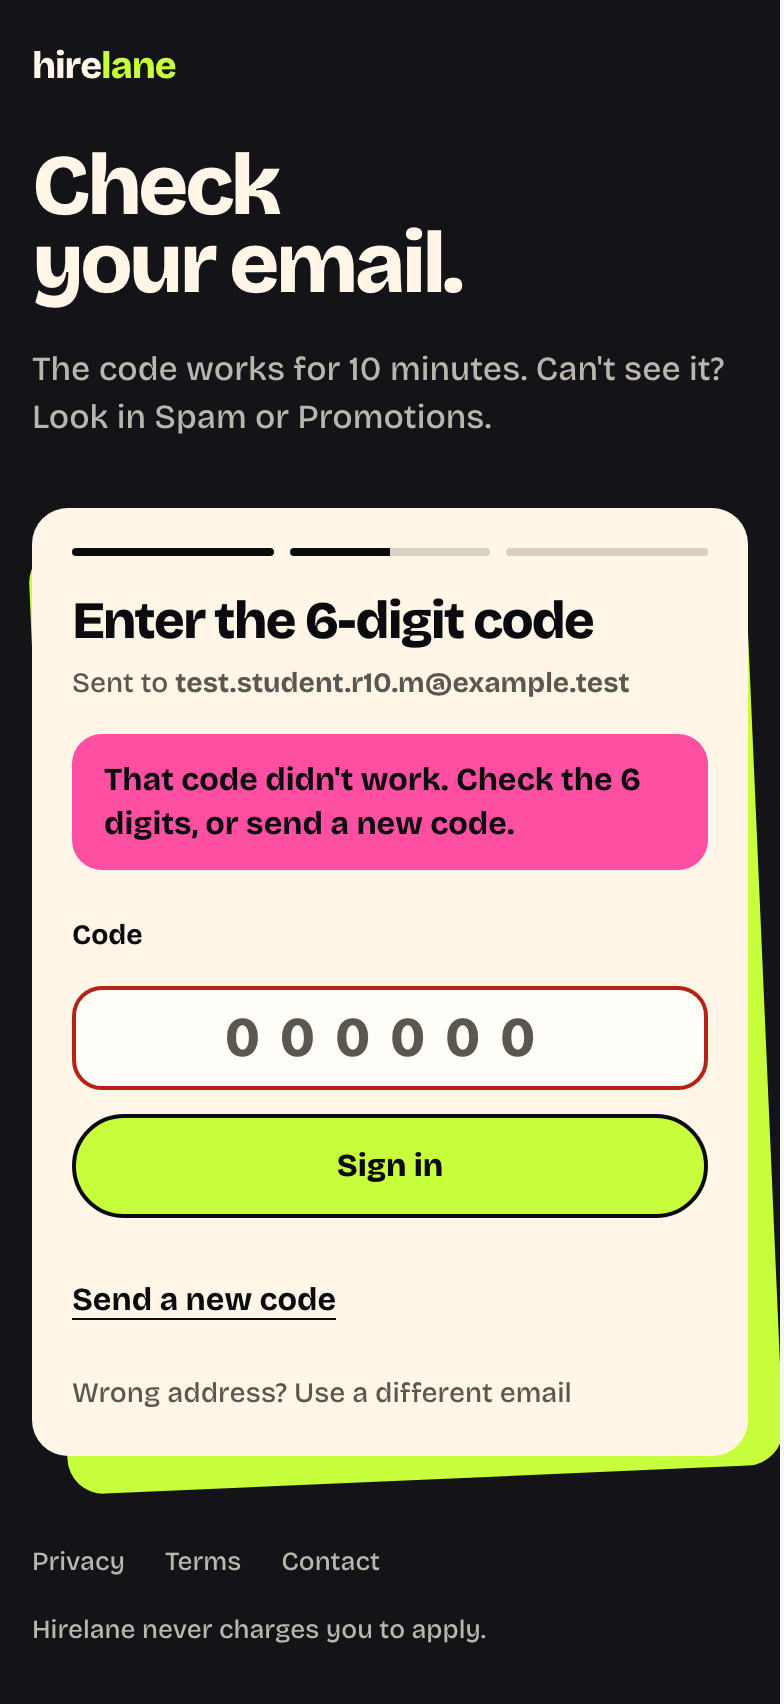 hirelane
Check
your email.
The code works for 10 minutes. Can't see it?
Look in Spam or Promotions.
Enter the 6-digit code
Sent to test.student.r10.m@example.test
That code didn't work. Check the 6
digits, or send a new code.
Code
0 0 0 0 0 0
Sign in
Send a new code
Wrong address? Use a different email
Privacy Terms Contact
Hirelane never charges you to apply.